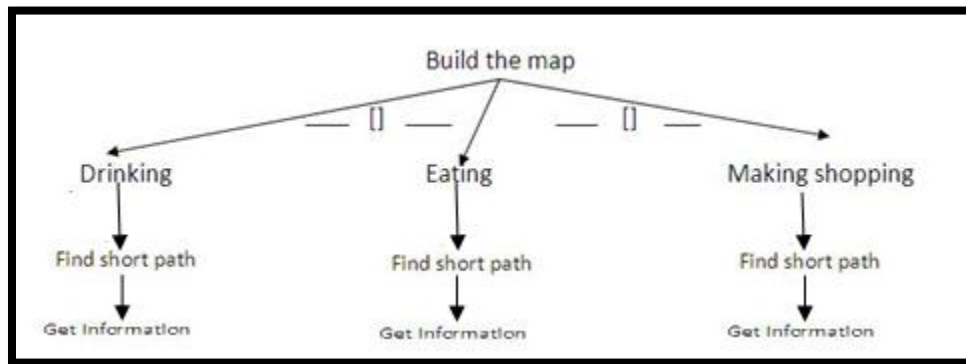 Build the map
[] []
Drinking Eating Making shopping
Find short path Find short path Find short path
Get Information Get Information Get Information